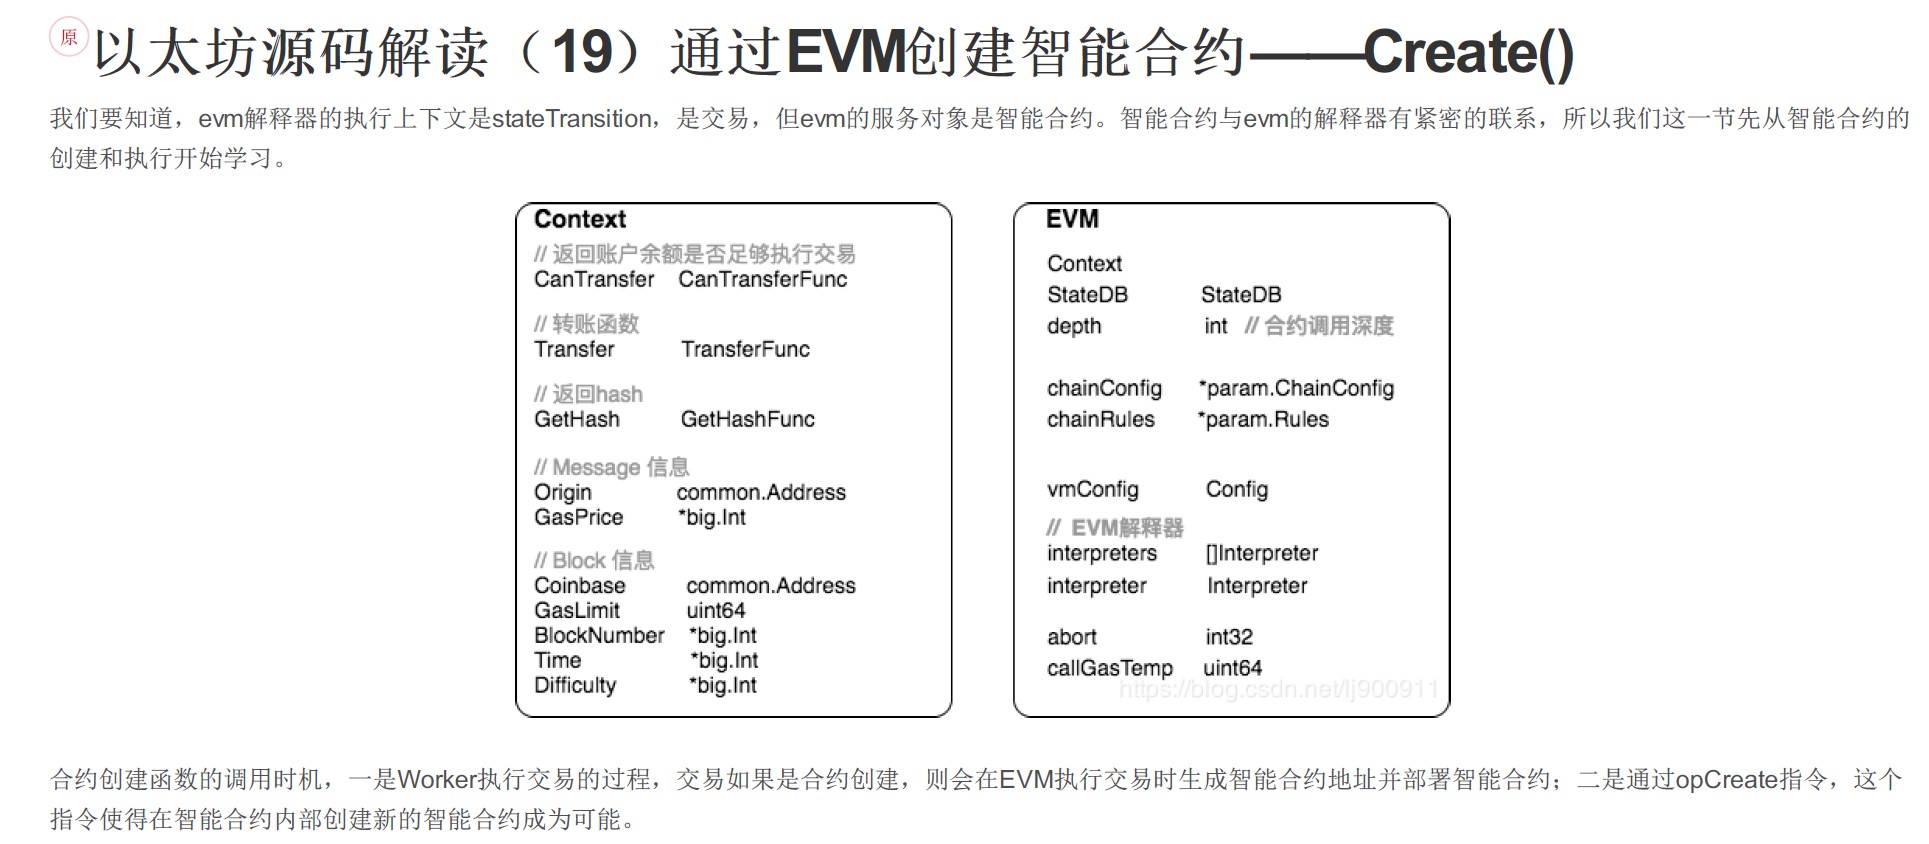 原
以太坊源码解读（19）通过EVM创建智能合约——Create()
我们要知道，evm解释器的执行上下文是stateTransition，是交易，但evm的服务对象是智能合约。智能合约与evm的解释器有紧密的联系，所以我们这一节先从智能合约的
创建和执行开始学习。
Context
// 返回账户余额是否足够执行交易
CanTransfer CanTransferFunc
// 转账函数
Transfer TransferFunc
// 返回hash
GetHash GetHashFunc
// Message 信息
Origin common.Address
GasPrice *big.Int
// Block 信息
Coinbase common.Address
GasLimit uint64
BlockNumber *big.Int
Time *big.Int
Difficulty *big.Int
EVM
Context
StateDB StateDB
depth int // 合约调用深度
chainConfig *param.ChainConfig
chainRules *param.Rules
vmConfig Config
// EVM解释器
interpreters []Interpreter
interpreter Interpreter
abort int32
callGasTemp uint64
https://blog.csdn.net/lj900911
合约创建函数的调用时机，一是Worker执行交易的过程，交易如果是合约创建，则会在EVM执行交易时生成智能合约地址并部署智能合约；二是通过opCreate指令，这个
指令使得在智能合约内部创建新的智能合约成为可能。